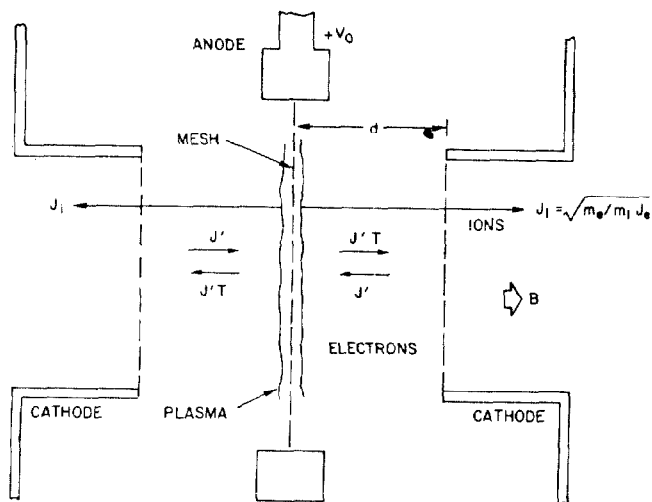 ANODE
+V₀
MESH
d
Jᵢ
IONS
Jᵢ = √mₑ/mᵢ Jₑ
J'
J'T
J'T
J'
B
ELECTRONS
CATHODE
PLASMA
CATHODE